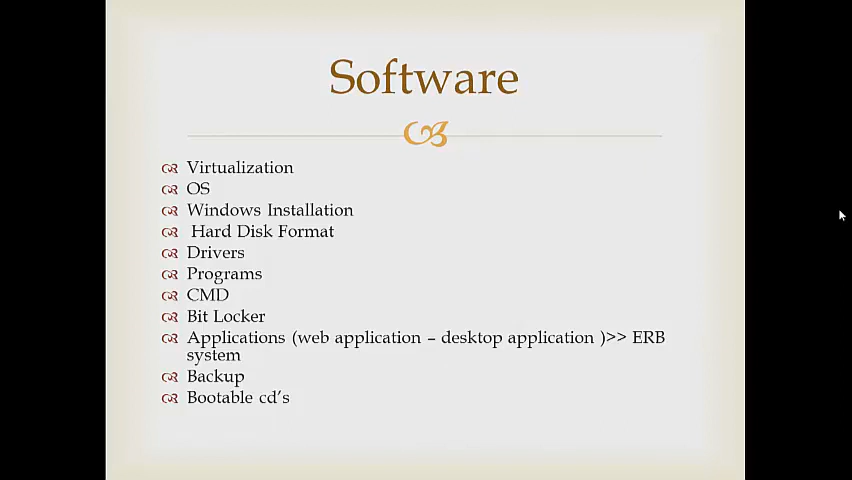 Software
Virtualization
OS
Windows Installation
Hard Disk Format
Drivers
Programs
CMD
Bit Locker
Applications (web application – desktop application )>> ERB
system
Backup
Bootable cd's